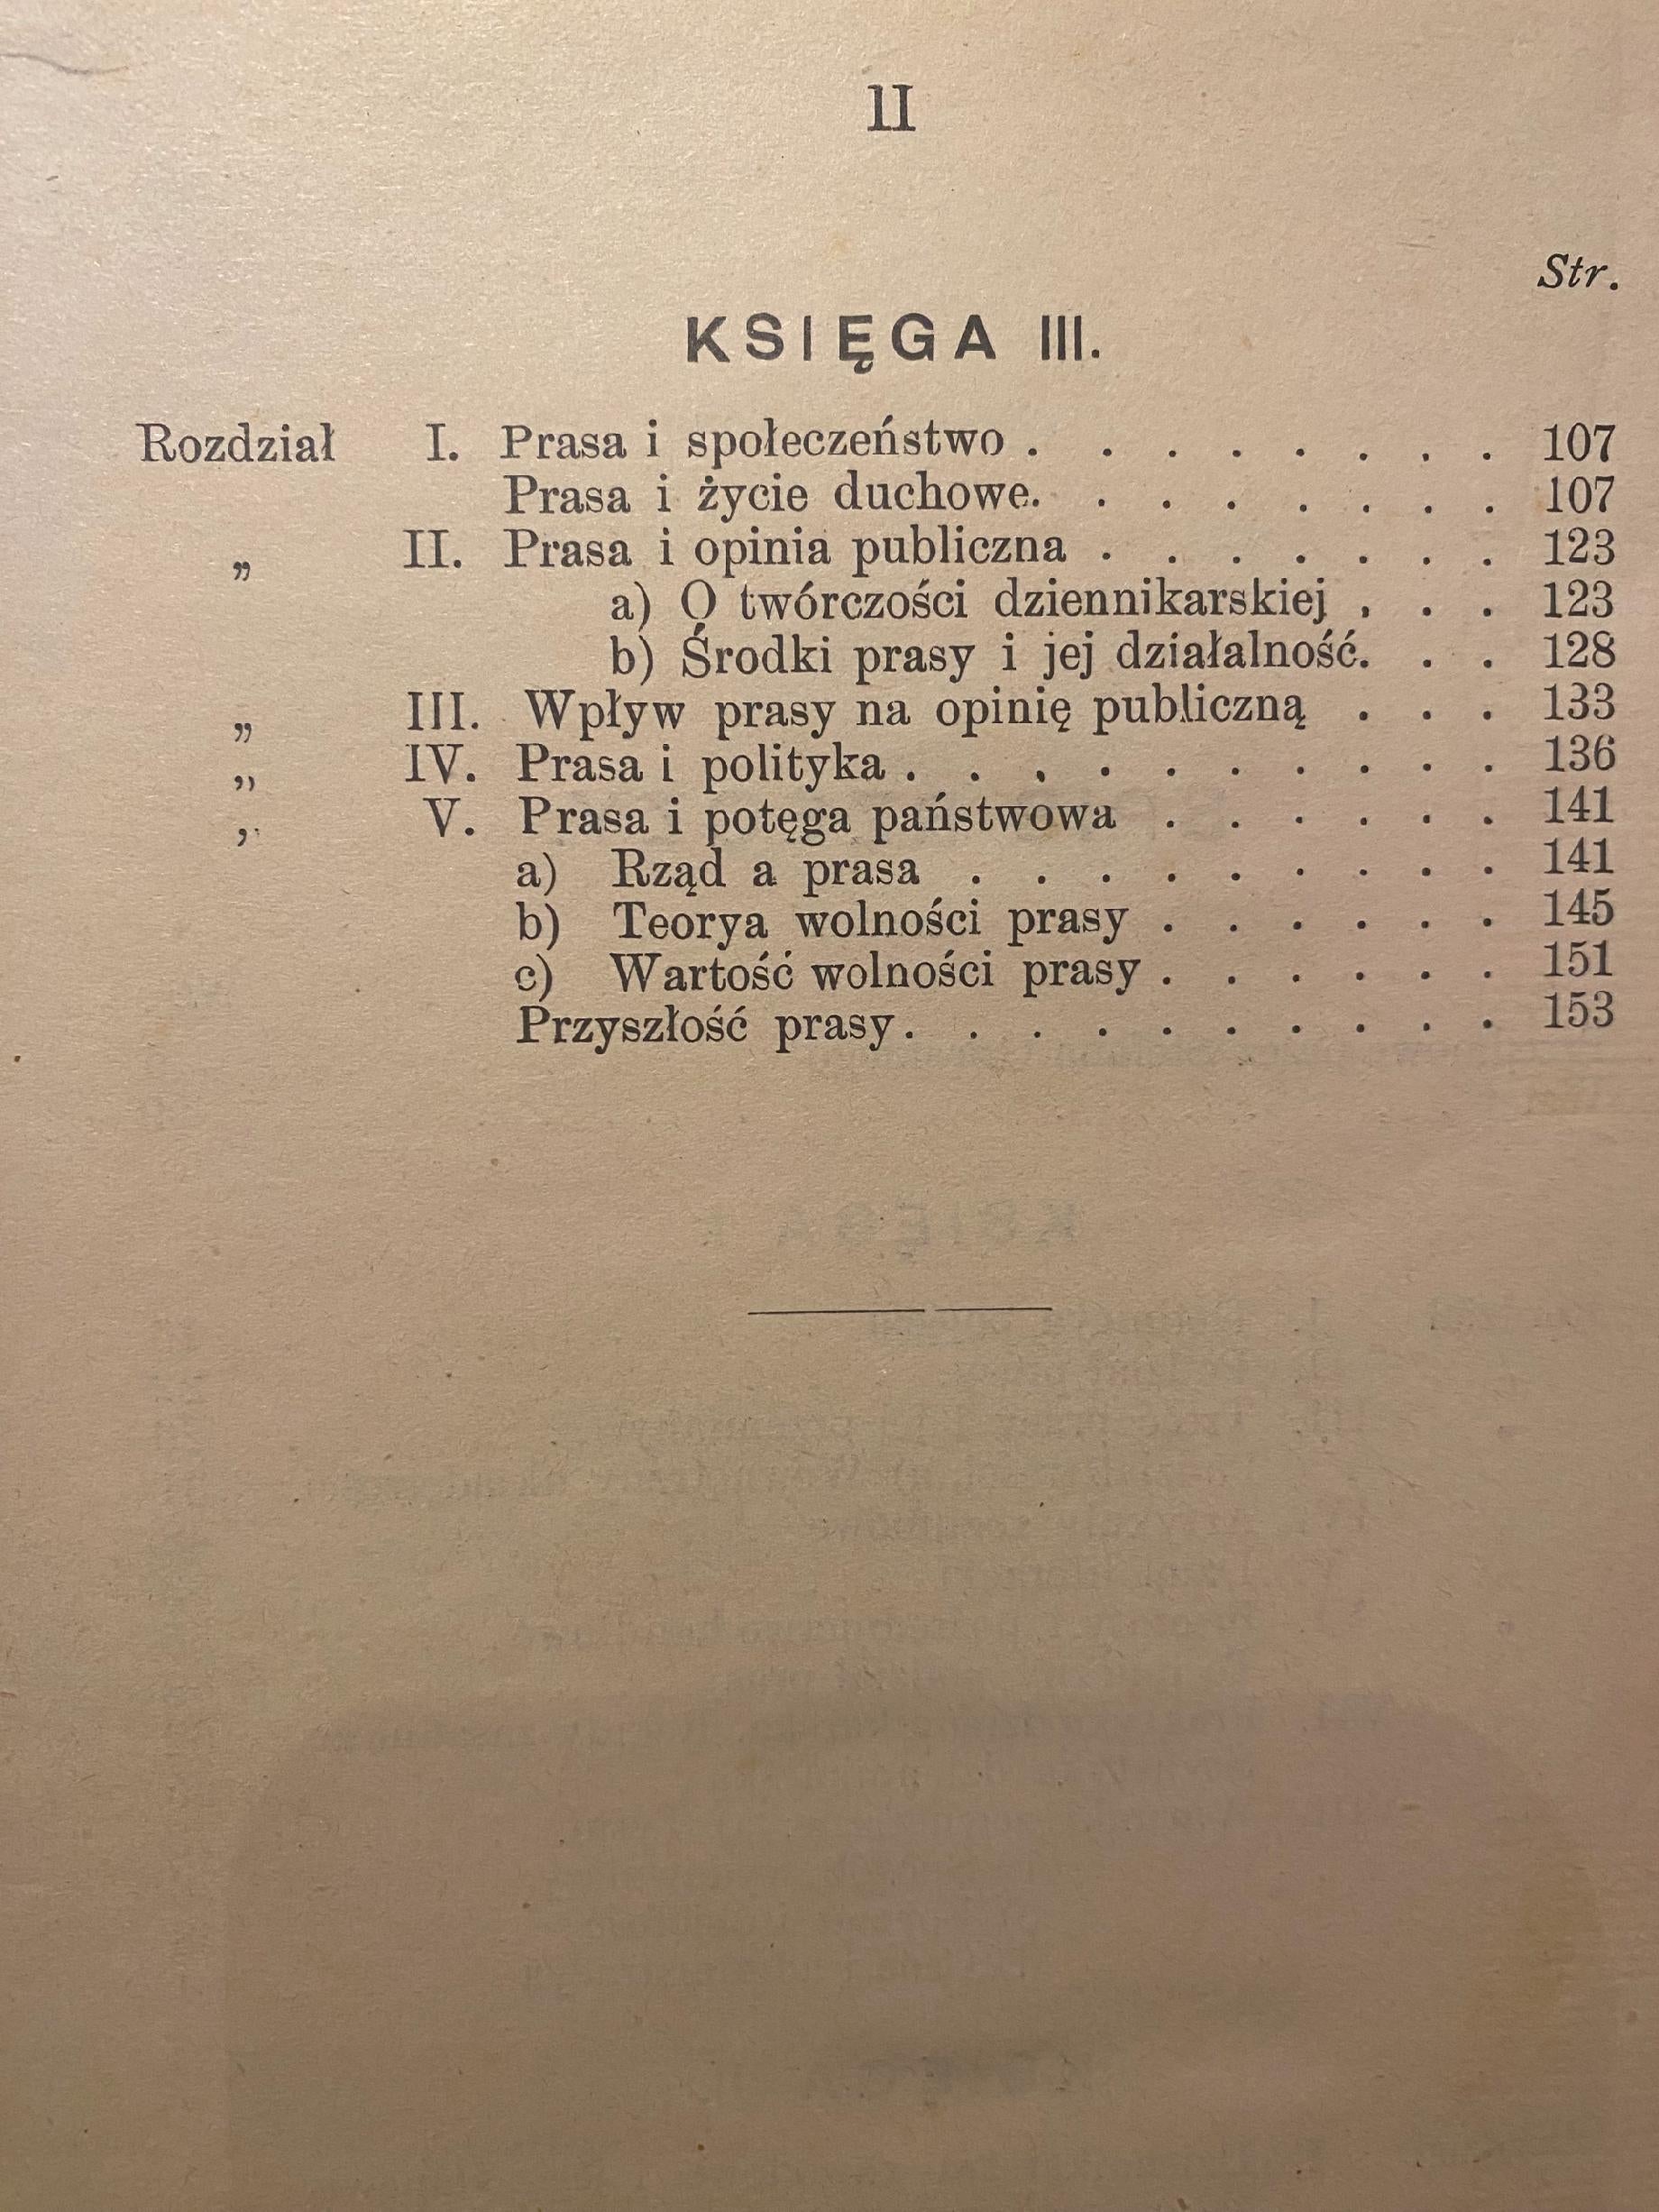 II
Str.
KSIĘGA III.
Rozdział I. Prasa i społeczeństwo . . . . . . . . 107
Prasa i życie duchowe. . . . . . . . 107
„ II. Prasa i opinia publiczna . . . . . . . 123
a) O twórczości dziennikarskiej . . . 123
b) Środki prasy i jej działalność. . . 128
„ III. Wpływ prasy na opinię publiczną . . . 133
„ IV. Prasa i polityka . . . . . . . . . . 136
„ V. Prasa i potęga państwowa . . . . . . 141
a) Rząd a prasa . . . . . . . . . 141
b) Teorya wolności prasy . . . . . . 145
c) Wartość wolności prasy . . . . . . 151
Przyszłość prasy. . . . . . . . . . 153